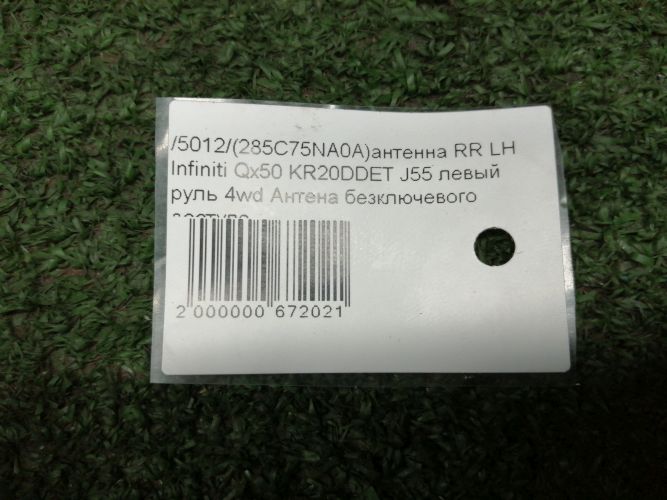 /5012/(285C75NA0A)антенна RR LH
Infiniti Qx50 KR20DDET J55 левый
руль 4wd Антена безключевого
2 000000 672021